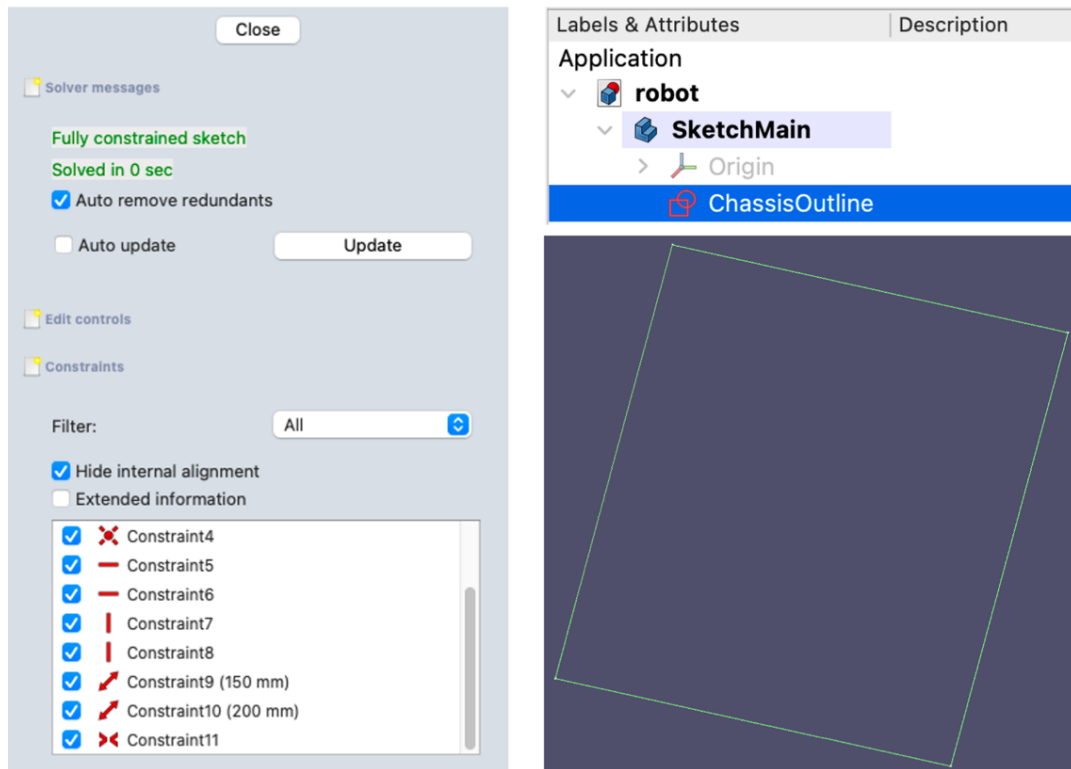 Close
Solver messages
Fully constrained sketch
Solved in 0 sec
Auto remove redundants
Auto update
Update
Edit controls
Constraints
Filter:
All
Hide internal alignment
Extended information
Constraint4
Constraint5
Constraint6
Constraint7
Constraint8
Constraint9 (150 mm)
Constraint10 (200 mm)
Constraint11
Labels & Attributes
Description
Application
robot
SketchMain
Origin
ChassisOutline